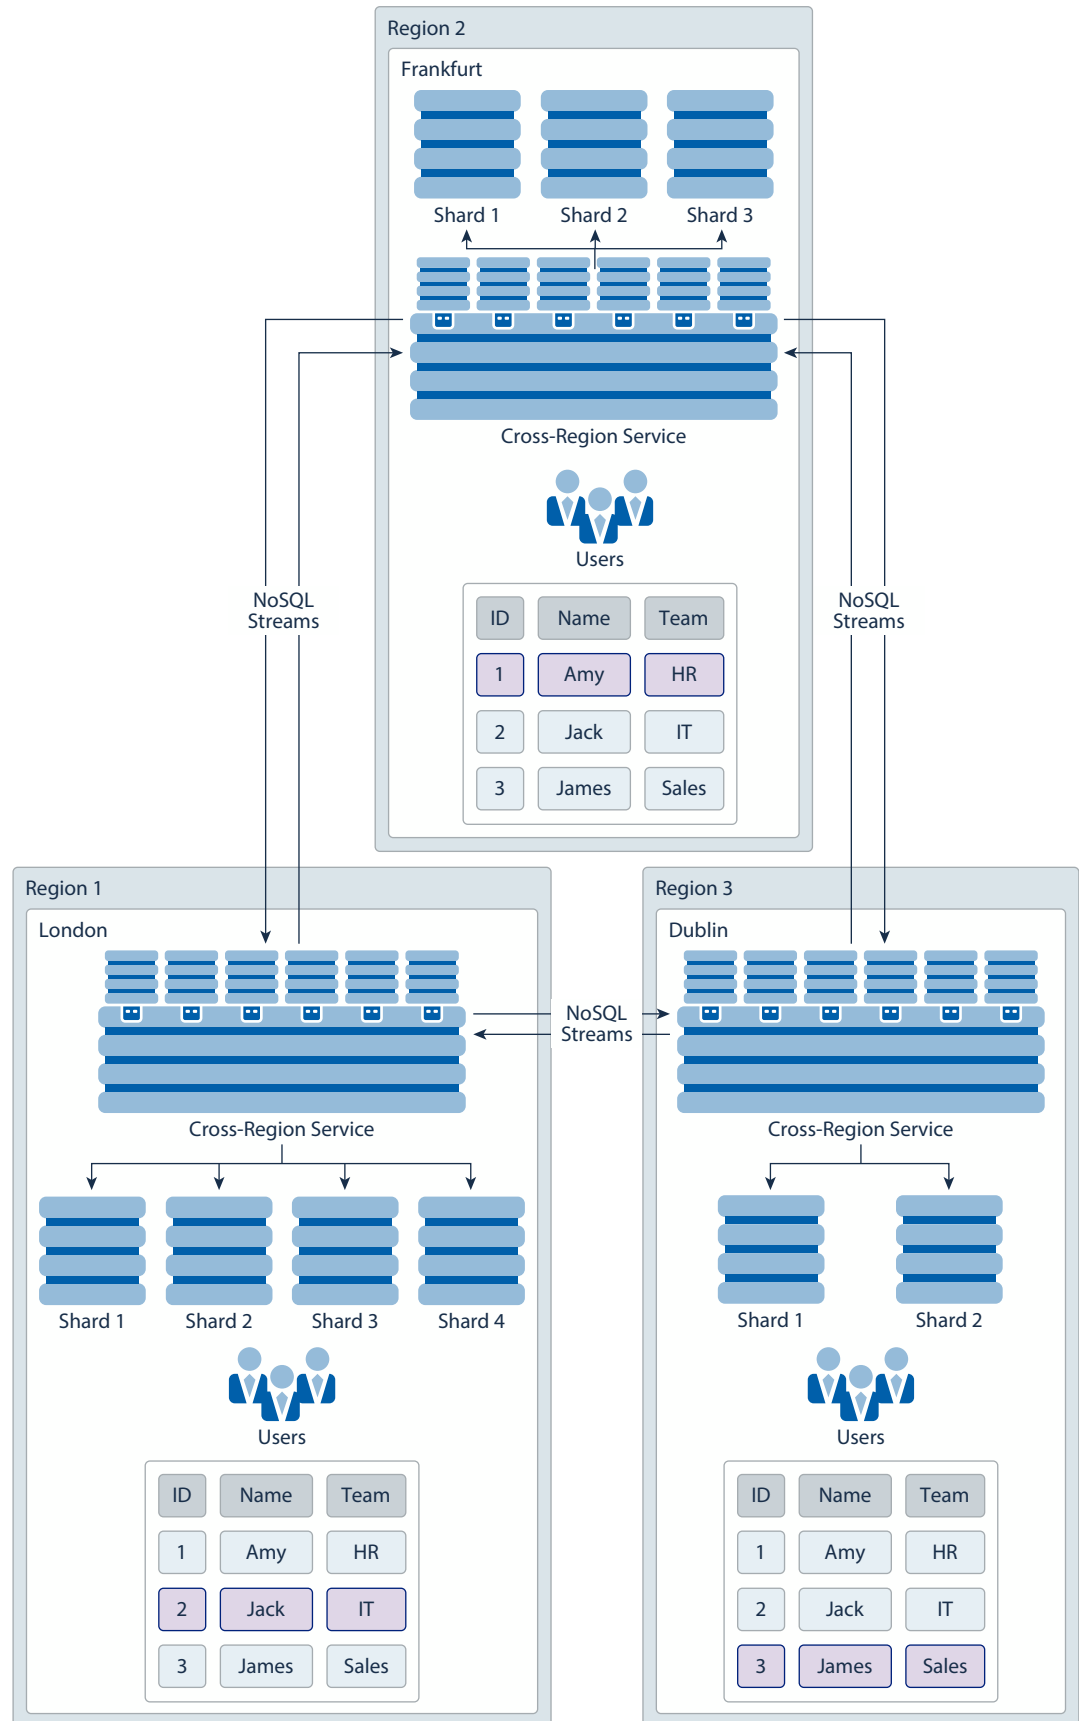 Region 2
Frankfurt
Shard 1 Shard 2 Shard 3
Cross-Region Service
Users
NoSQL
Streams
NoSQL
Streams
ID Name Team
1 Amy HR
2 Jack IT
3 James Sales
Region 1
London
Cross-Region Service
Shard 1 Shard 2 Shard 3 Shard 4
Users
ID Name Team
1 Amy HR
2 Jack IT
3 James Sales
NoSQL
Streams
Region 3
Dublin
Cross-Region Service
Shard 1 Shard 2
Users
ID Name Team
1 Amy HR
2 Jack IT
3 James Sales